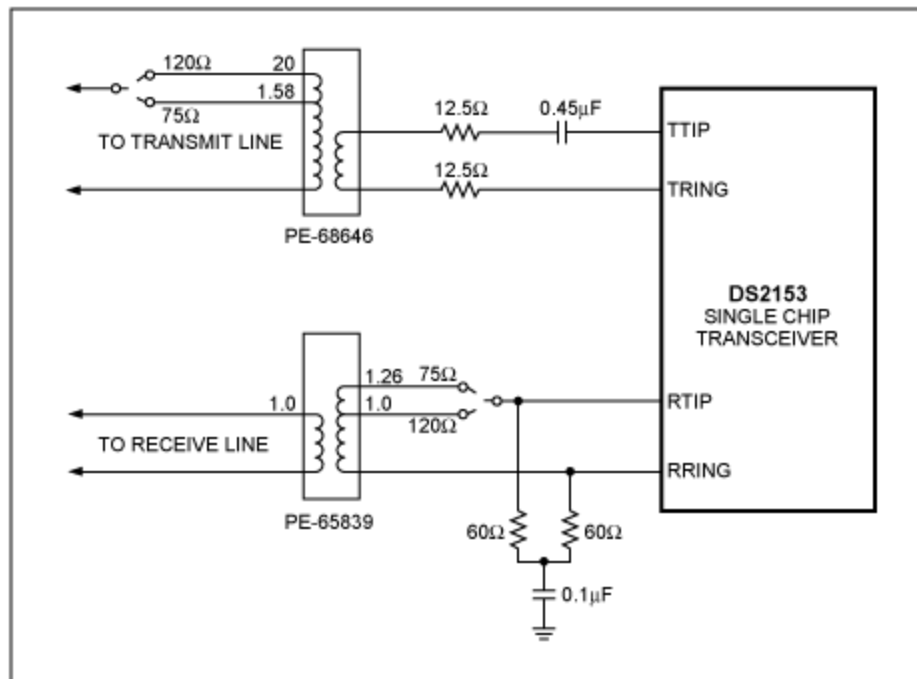 120Ω
20
1.58
75Ω
TO TRANSMIT LINE
PE-68646
12.5Ω
0.45μF
12.5Ω
TTIP
TRING
DS2153
SINGLE CHIP
TRANSCEIVER
RTIP
RRING
1.0
TO RECEIVE LINE
PE-65839
1.26
75Ω
1.0
120Ω
60Ω
60Ω
0.1μF